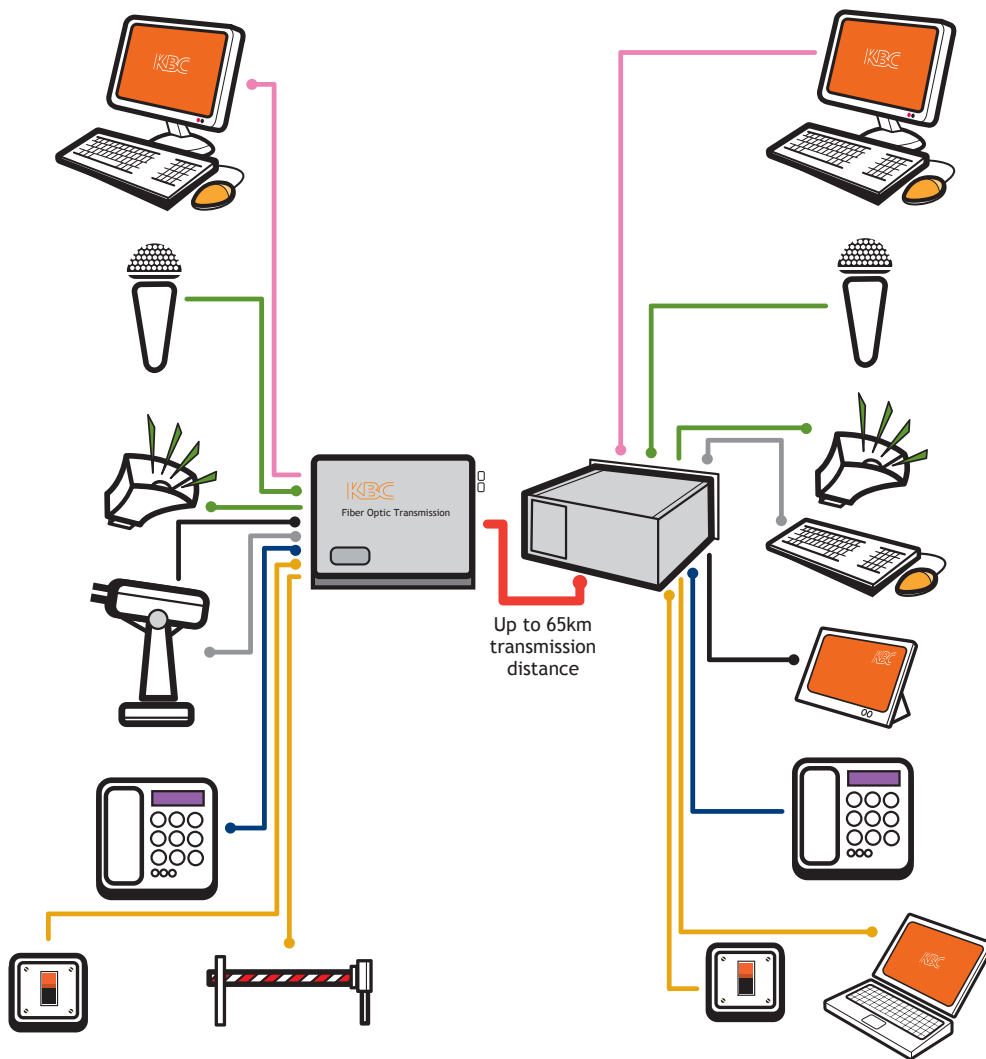 KBC
KBC
KBC
Fiber Optic Transmission
Up to 65km
transmission
distance
KBC
KBC